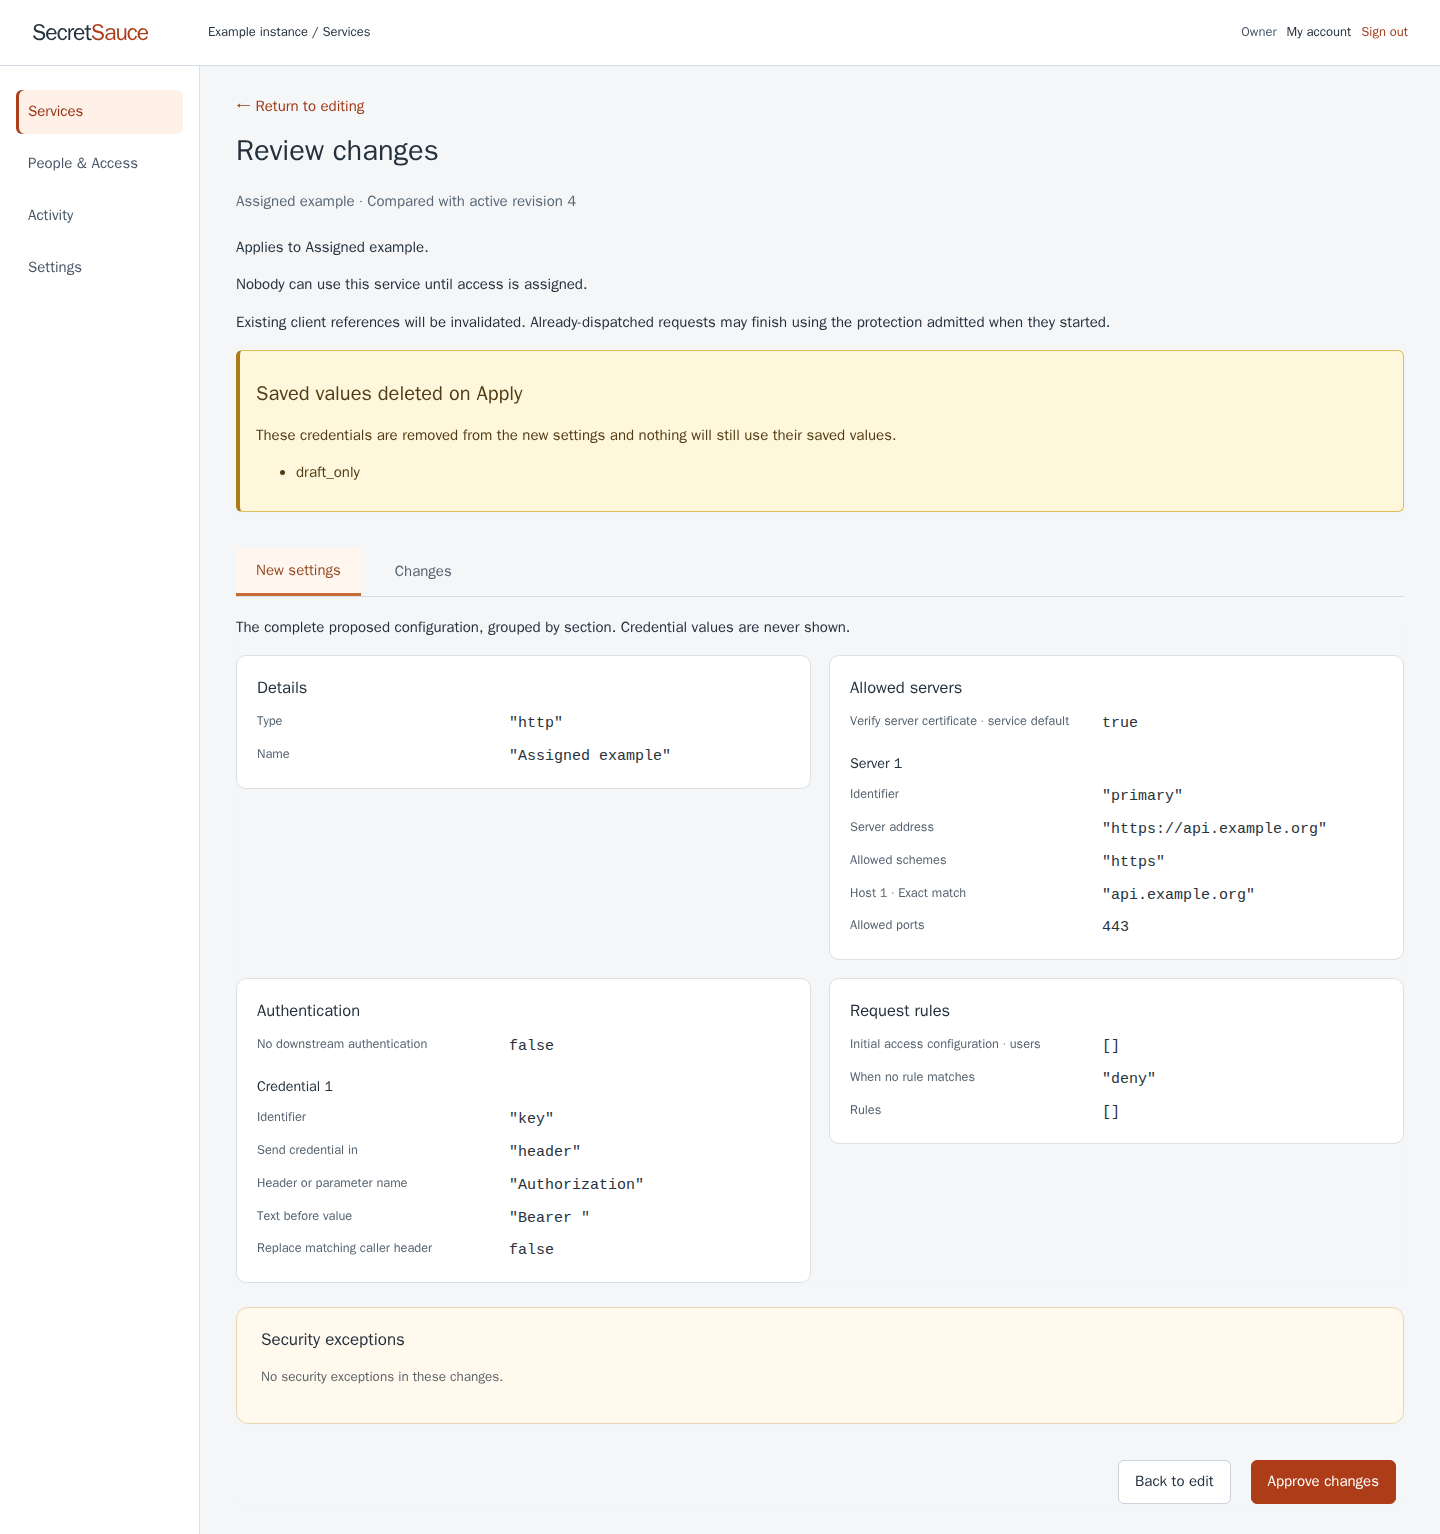 SecretSauce
Example instance / Services
Owner My account Sign out
Services
People & Access
Activity
Settings
← Return to editing
Review changes
Assigned example · Compared with active revision 4
Applies to Assigned example.
Nobody can use this service until access is assigned.
Existing client references will be invalidated. Already-dispatched requests may finish using the protection admitted when they started.
Saved values deleted on Apply
These credentials are removed from the new settings and nothing will still use their saved values.
• draft_only
New settings
Changes
The complete proposed configuration, grouped by section. Credential values are never shown.
Details
Type "http"
Name "Assigned example"
Allowed servers
Verify server certificate · service default true
Server 1
Identifier "primary"
Server address "https://api.example.org"
Allowed schemes "https"
Host 1 · Exact match "api.example.org"
Allowed ports 443
Authentication
No downstream authentication false
Credential 1
Identifier "key"
Send credential in "header"
Header or parameter name "Authorization"
Text before value "Bearer "
Replace matching caller header false
Request rules
Initial access configuration · users []
When no rule matches "deny"
Rules []
Security exceptions
No security exceptions in these changes.
Back to edit
Approve changes